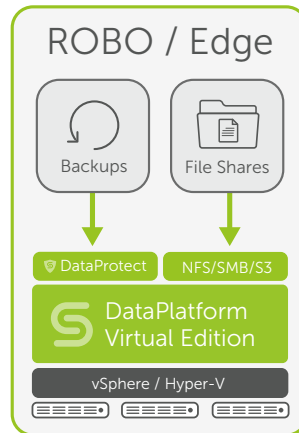 ROBO / Edge
Backups
File Shares
DataProtect
NFS/SMB/S3
DataPlatform
Virtual Edition
vSphere / Hyper-V